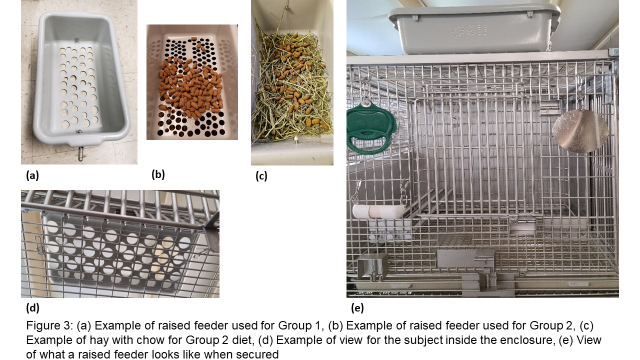 (a)
(b)
(c)
(d)
(e)
Figure 3: (a) Example of raised feeder used for Group 1, (b) Example of raised feeder used for Group 2, (c)
Example of hay with chow for Group 2 diet, (d) Example of view for the subject inside the enclosure, (e) View
of what a raised feeder looks like when secured